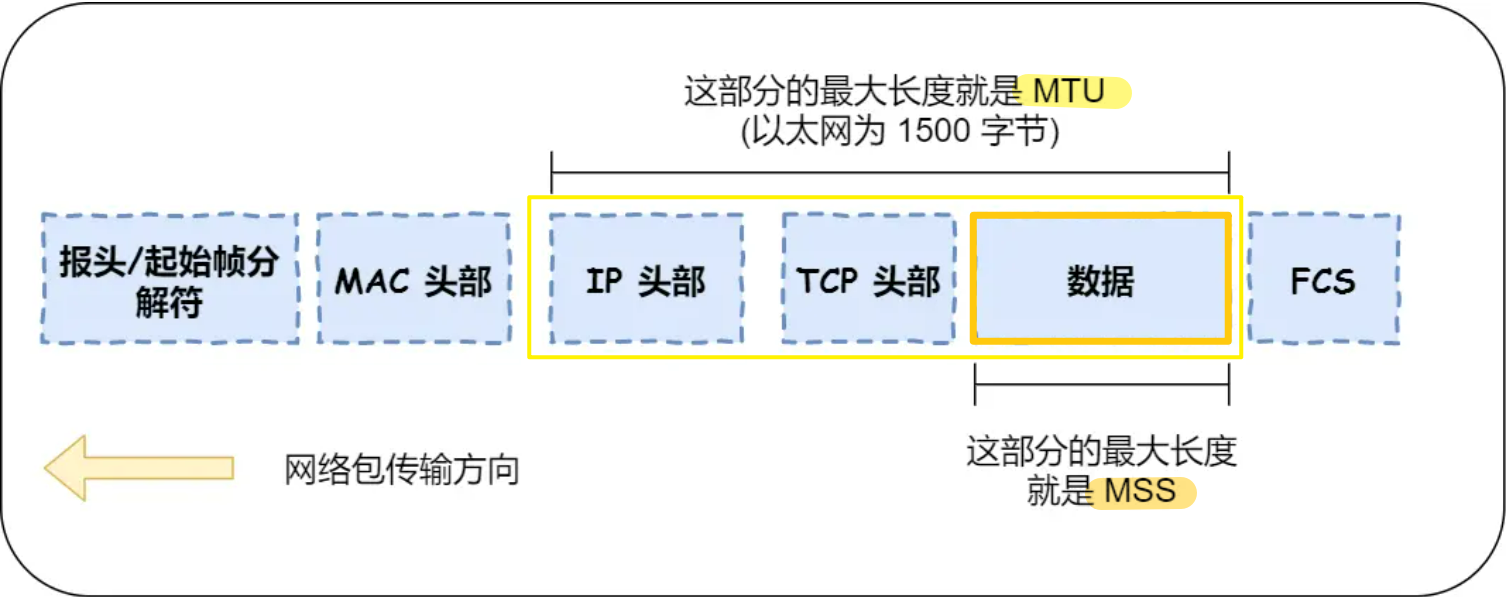 这部分的最大长度就是 MTU
(以太网为 1500 字节)
报头/起始帧分
解符
MAC 头部
IP 头部
TCP 头部
数据
FCS
网络包传输方向
这部分的最大长度
就是 MSS